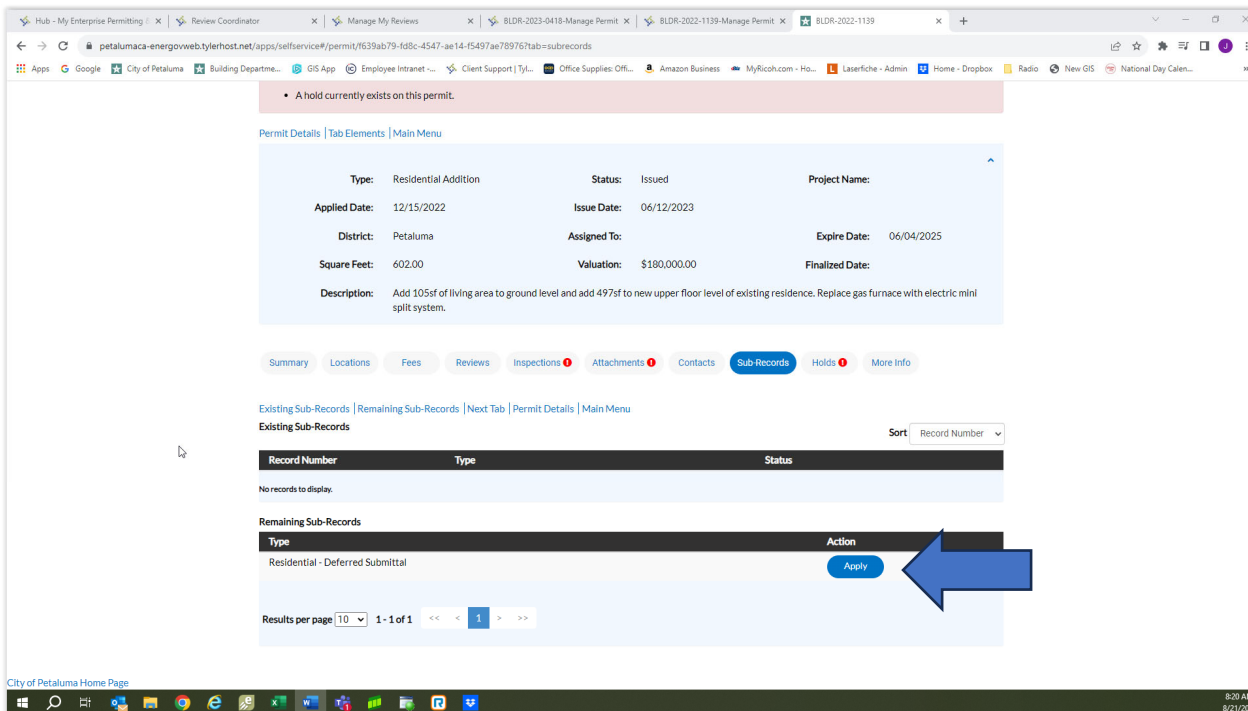 Hub - My Enterprise Permitting &
Review Coordinator
Manage My Reviews
BLDR-2023-0418-Manage Permit
BLDR-2022-1139-Manage Permit
BLDR-2022-1139
petalumaca-energovweb.tylerhost.net/apps/selfservice#/permit/f639ab79-fd8c-4547-ae14-f5497ae78976?tab=subrecords
Apps
Google
City of Petaluma
Building Departme...
GIS App
Employee Intranet -...
Client Support | Tyl...
Office Supplies: Offi...
Amazon Business
MyRicoh.com - Ho...
Laserfiche - Admin
Home - Dropbox
Radio
New GIS
National Day Calen...
• A hold currently exists on this permit.
Permit Details | Tab Elements | Main Menu
Type: Residential Addition Status: Issued Project Name:
Applied Date: 12/15/2022 Issue Date: 06/12/2023
District: Petaluma Assigned To: Expire Date: 06/04/2025
Square Feet: 602.00 Valuation: $180,000.00 Finalized Date:
Description: Add 105sf of living area to ground level and add 497sf to new upper floor level of existing residence. Replace gas furnace with electric mini
split system.
Summary Locations Fees Reviews Inspections Attachments Contacts Sub-Records Holds More Info
Existing Sub-Records | Remaining Sub-Records | Next Tab | Permit Details | Main Menu
Existing Sub-Records
Sort Record Number
Record Number Type Status
No records to display.
Remaining Sub-Records
Type Action
Residential - Deferred Submittal Apply
Results per page 10 1 - 1 of 1 << < 1 > >>
City of Petaluma Home Page
8:20 AM